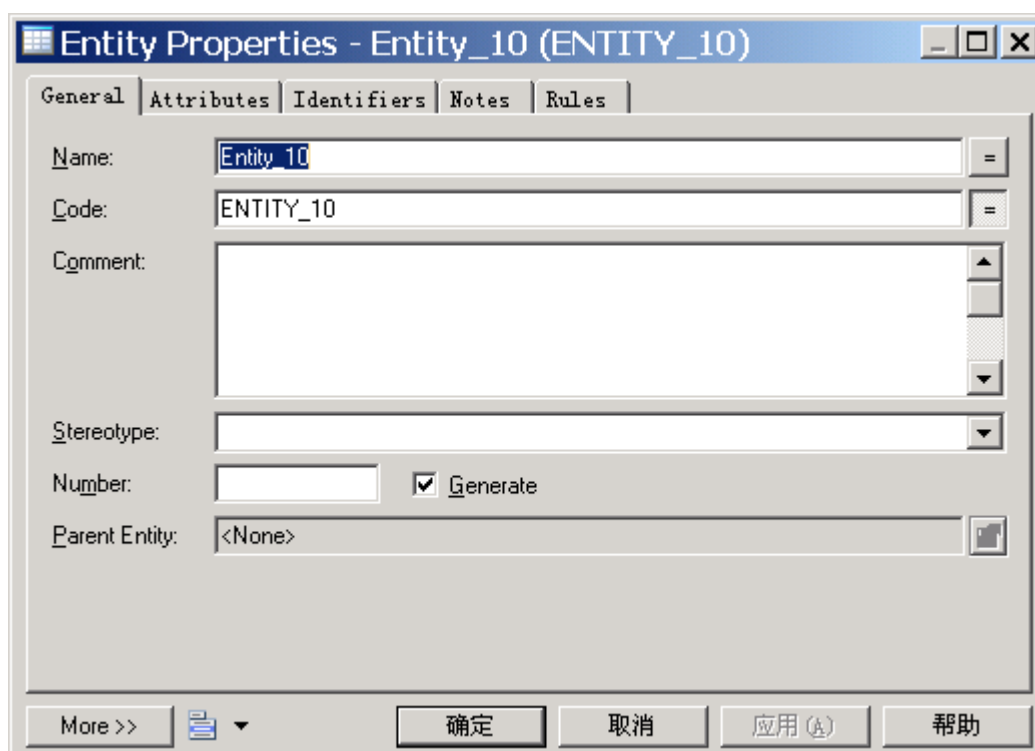 Entity Properties - Entity_10 (ENTITY_10)
General Attributes Identifiers Notes Rules
Name: Entity_10 =
Code: ENTITY_10 =
Comment:
Stereotype:
Number: Generate
Parent Entity: <None>
More >> 确定 取消 应用(A) 帮助